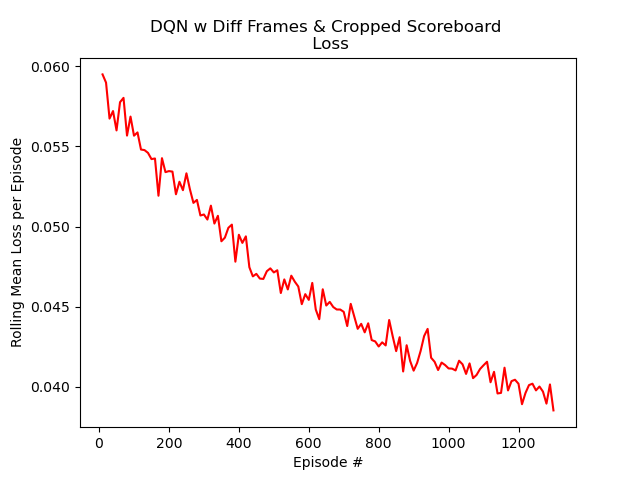 DQN w Diff Frames & Cropped Scoreboard
Loss
0.060
0.055
0.050
0.045
0.040
Rolling Mean Loss per Episode
0 200 400 600 800 1000 1200
Episode #